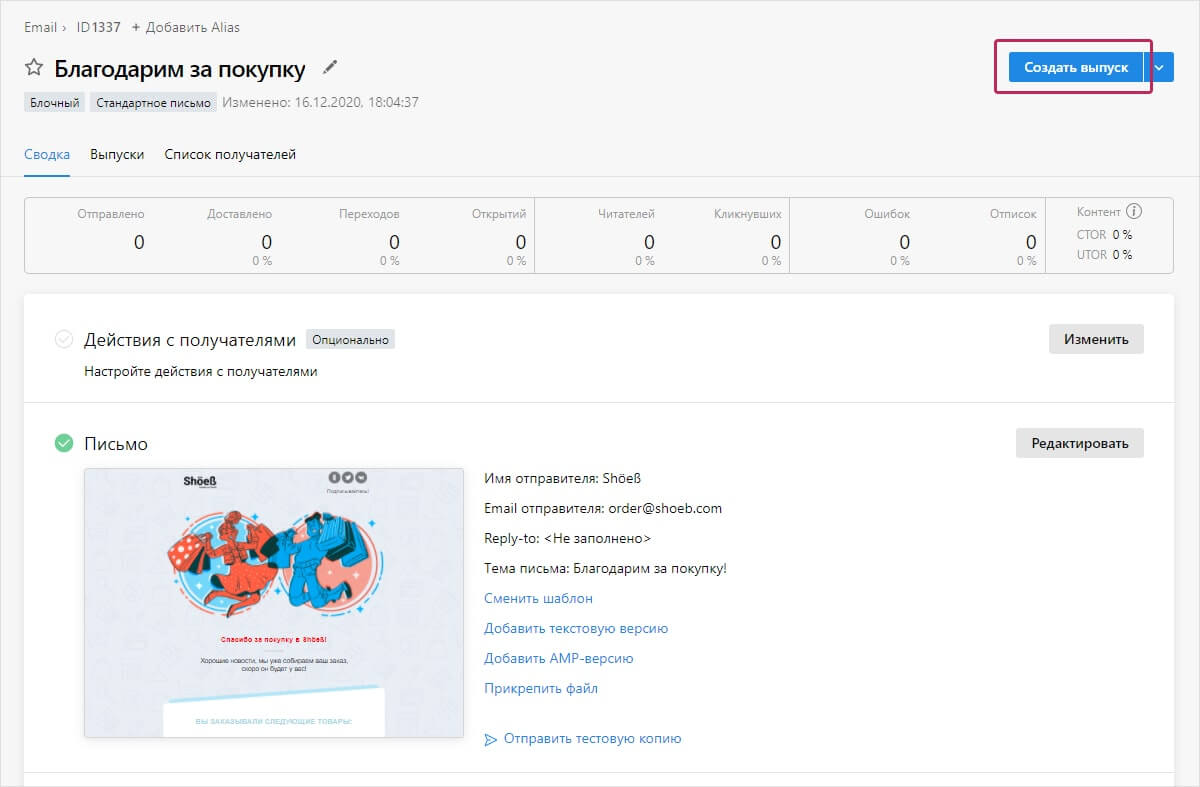 Email › ID 1337 + Добавить Alias
Благодарим за покупку
Создать выпуск
Блочный Стандартное письмо Изменено: 16.12.2020, 18:04:37
Сводка Выпуски Список получателей
Отправлено Доставлено Переходов Открытий Читателей Кликнувших Ошибок Отписок Контент
0 0 0 0 0 0 0 0 CTOR 0 %
0 % 0 % 0 % 0 % 0 % 0 % 0 % UTOR 0 %
Действия с получателями Опционально Изменить
Настройте действия с получателями
Письмо Редактировать
Shöeß
Подписывайтесь!
Спасибо за покупку в Shöeß!
Хорошие новости, мы уже собираем ваш заказ,
скоро он будет у вас!
ВЫ ЗАКАЗЫВАЛИ СЛЕДУЮЩИЕ ТОВАРЫ:
Имя отправителя: Shöeß
Email отправителя: order@shoeb.com
Reply-to: <Не заполнено>
Тема письма: Благодарим за покупку!
Сменить шаблон
Добавить текстовую версию
Добавить AMP-версию
Прикрепить файл
Отправить тестовую копию